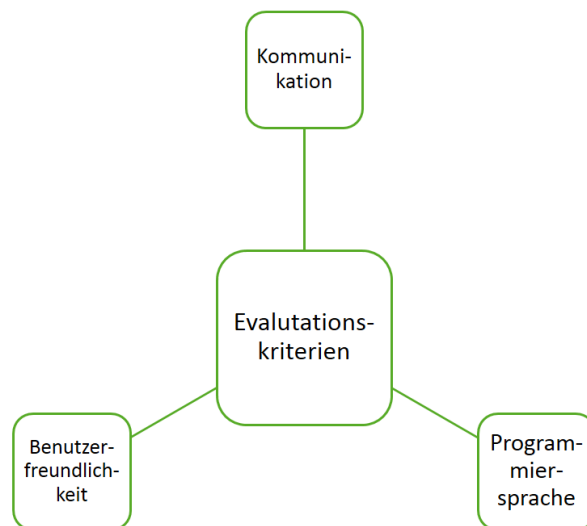 Kommuni-
kation
Evalutations-
kriterien
Benutzer-
freundlich-
keit
Program-
mier-
sprache